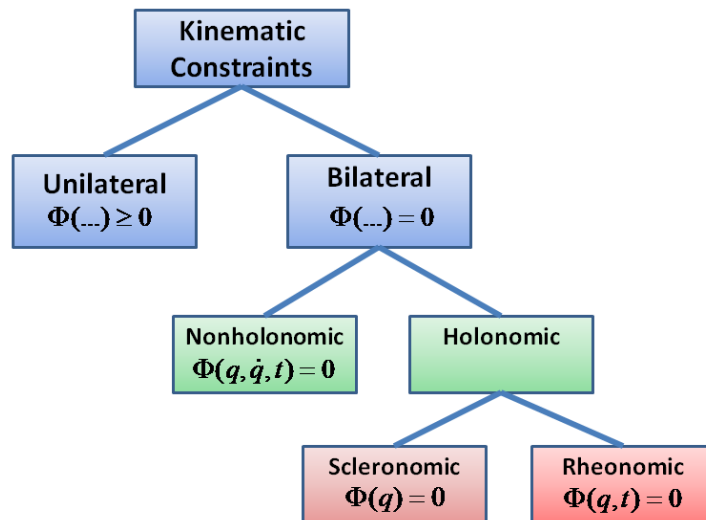 Kinematic
Constraints
Unilateral
Φ(...) ≥ 0
Bilateral
Φ(...) = 0
Nonholonomic
Φ(q, q̇, t) = 0
Holonomic
Scleronomic
Φ(q) = 0
Rheonomic
Φ(q, t) = 0